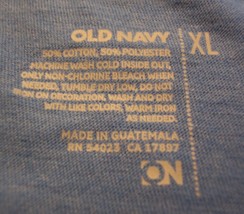 OLD NAVY
XL
50% COTTON, 50% POLYESTER
MACHINE WASH COLD INSIDE OUT,
ONLY NON-CHLORINE BLEACH WHEN
NEEDED, TUMBLE DRY LOW, DO NOT
ON DECORATION. WASH AND DRY
WITH LIKE COLORS, WARM IRON
AS NEEDED.
MADE IN GUATEMALA
RN 54023 CA 17897
ON